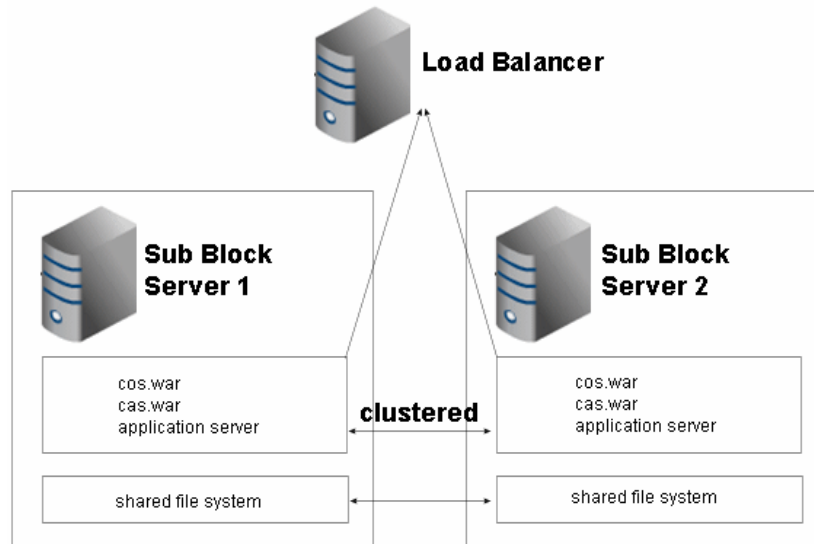 Load Balancer
Sub Block
Server 1
Sub Block
Server 2
cos.war
cas.war
application server
clustered
cos.war
cas.war
application server
shared file system
shared file system